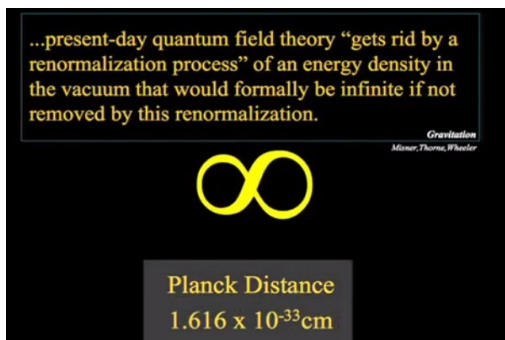 ...present-day quantum field theory “gets rid by a
renormalization process” of an energy density in
the vacuum that would formally be infinite if not
removed by this renormalization.
Gravitation
Misner,Thorne,Wheeler
∞
Planck Distance
1.616 x 10⁻³³cm